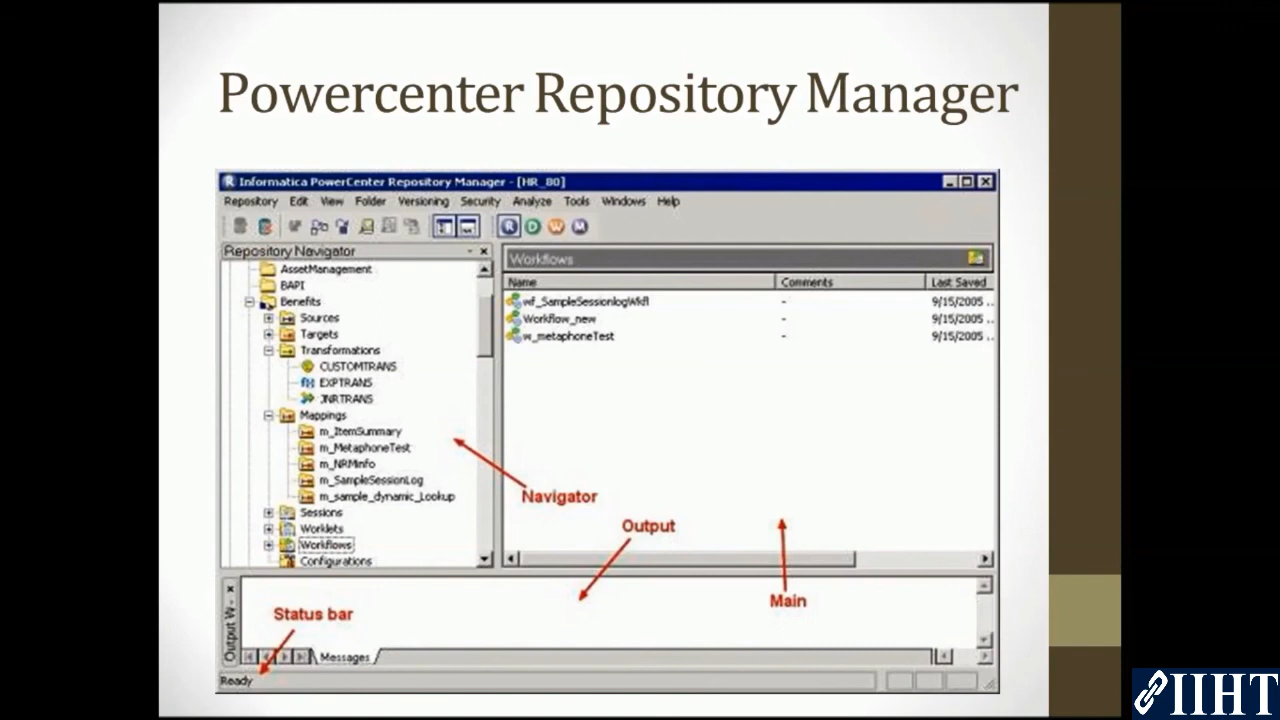 Powercenter Repository Manager
Informatica PowerCenter Repository Manager - [HR_80]
Repository Edit View Folder Versioning Security Analyze Tools Windows Help
R D W M
Repository Navigator
AssetManagement
BAPI
Benefits
Sources
Targets
Transformations
CUSTOMTRANS
EXPTRANS
JNRTRANS
Mappings
m_ItemSummary
m_MetaphoneTest
m_NRMinfo
m_SampleSessionLog
m_sample_dynamic_Lookup
Sessions
Worklets
Workflows
Configurations
Workflows
Name Comments Last Saved
wf_SampleSessionlogWkfl - 9/15/2005 ..
Workflow_new - 9/15/2005 ..
w_metaphoneTest - 9/15/2005 ..
Navigator
Output
Main
Status bar
Output W...
Messages
Ready
IIHT